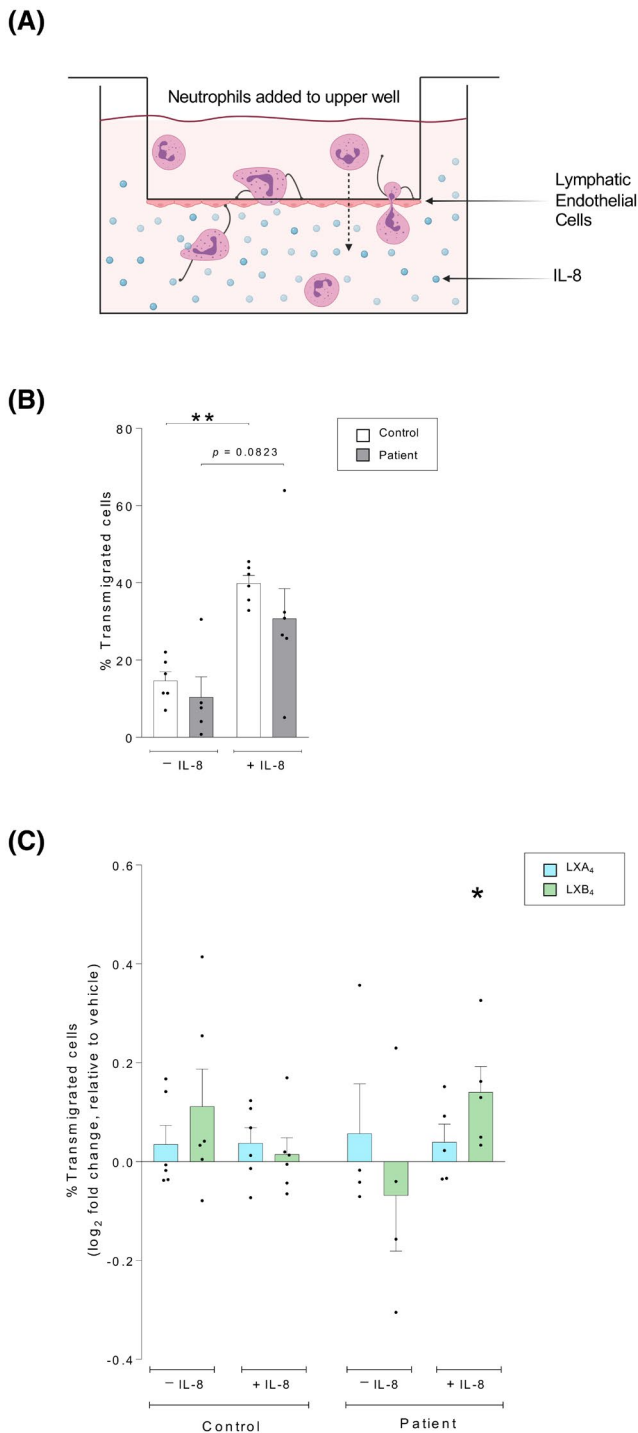 (A)
Neutrophils added to upper well
Lymphatic
Endothelial
Cells
IL-8
(B)
**
p = 0.0823
Control
Patient
% Transmigrated cells
80
60
40
20
0
− IL-8
+ IL-8
(C)
LXA4
LXB4
*
% Transmigrated cells
(log2 fold change, relative to vehicle)
0.6
0.4
0.2
0.0
-0.2
-0.4
− IL-8
+ IL-8
− IL-8
+ IL-8
Control
Patient